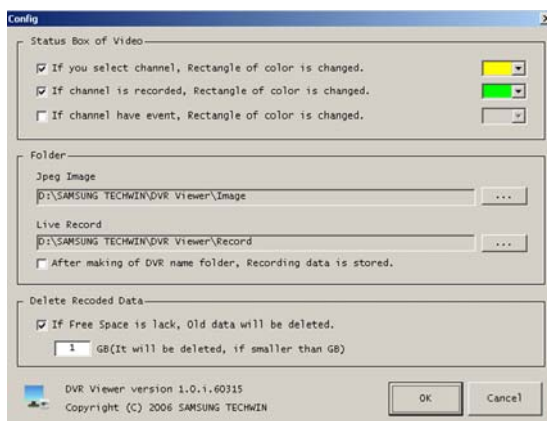 Config
Status Box of Video
If you select channel, Rectangle of color is changed.
If channel is recorded, Rectangle of color is changed.
If channel have event, Rectangle of color is changed.
Folder
Jpeg Image
D:\SAMSUNG TECHWIN\DVR Viewer\Image
...
Live Record
D:\SAMSUNG TECHWIN\DVR Viewer\Record
...
After making of DVR name folder, Recording data is stored.
Delete Recoded Data
If Free Space is lack, Old data will be deleted.
1 GB(It will be deleted, if smaller than GB)
DVR Viewer version 1.0.1.60315
Copyright (C) 2006 SAMSUNG TECHWIN
OK
Cancel